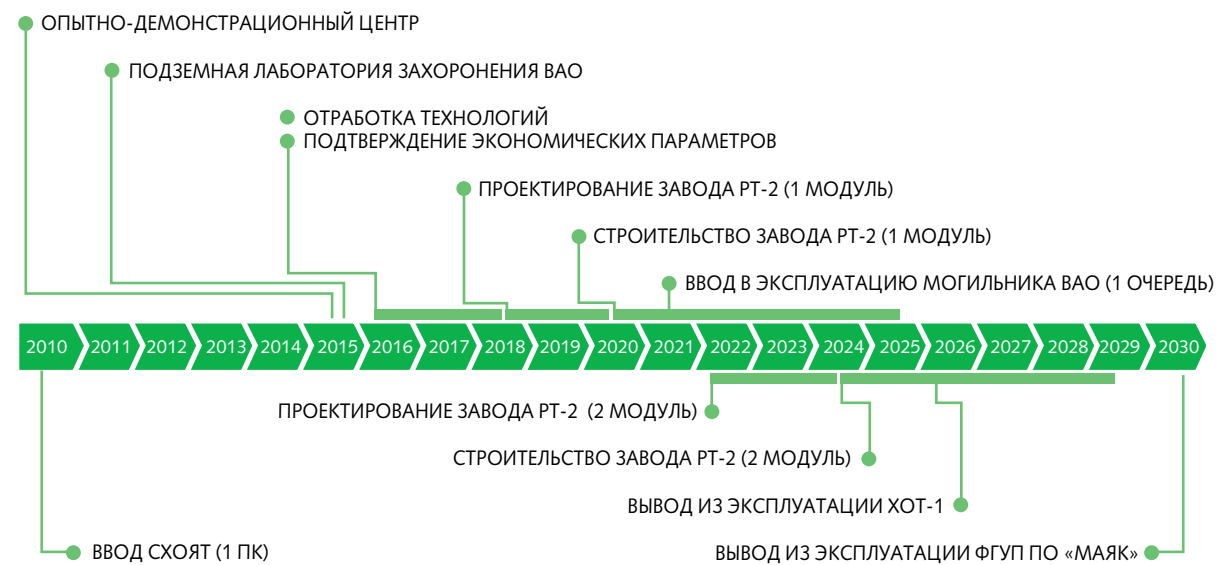 ОПЫТНО-ДЕМОНСТРАЦИОННЫЙ ЦЕНТР
ПОДЗЕМНАЯ ЛАБОРАТОРИЯ ЗАХОРОНЕНИЯ ВАО
ОТРАБОТКА ТЕХНОЛОГИЙ
ПОДТВЕРЖДЕНИЕ ЭКОНОМИЧЕСКИХ ПАРАМЕТРОВ
ПРОЕКТИРОВАНИЕ ЗАВОДА РТ-2 (1 МОДУЛЬ)
СТРОИТЕЛЬСТВО ЗАВОДА РТ-2 (1 МОДУЛЬ)
ВВОД В ЭКСПЛУАТАЦИЮ МОГИЛЬНИКА ВАО (1 ОЧЕРЕДЬ)
2010 2011 2012 2013 2014 2015 2016 2017 2018 2019 2020 2021 2022 2023 2024 2025 2026 2027 2028 2029 2030
ПРОЕКТИРОВАНИЕ ЗАВОДА РТ-2 (2 МОДУЛЬ)
СТРОИТЕЛЬСТВО ЗАВОДА РТ-2 (2 МОДУЛЬ)
ВЫВОД ИЗ ЭКСПЛУАТАЦИИ ХОТ-1
ВВОД СХОЯТ (1 ПК)
ВЫВОД ИЗ ЭКСПЛУАТАЦИИ ФГУП ПО «МАЯК»